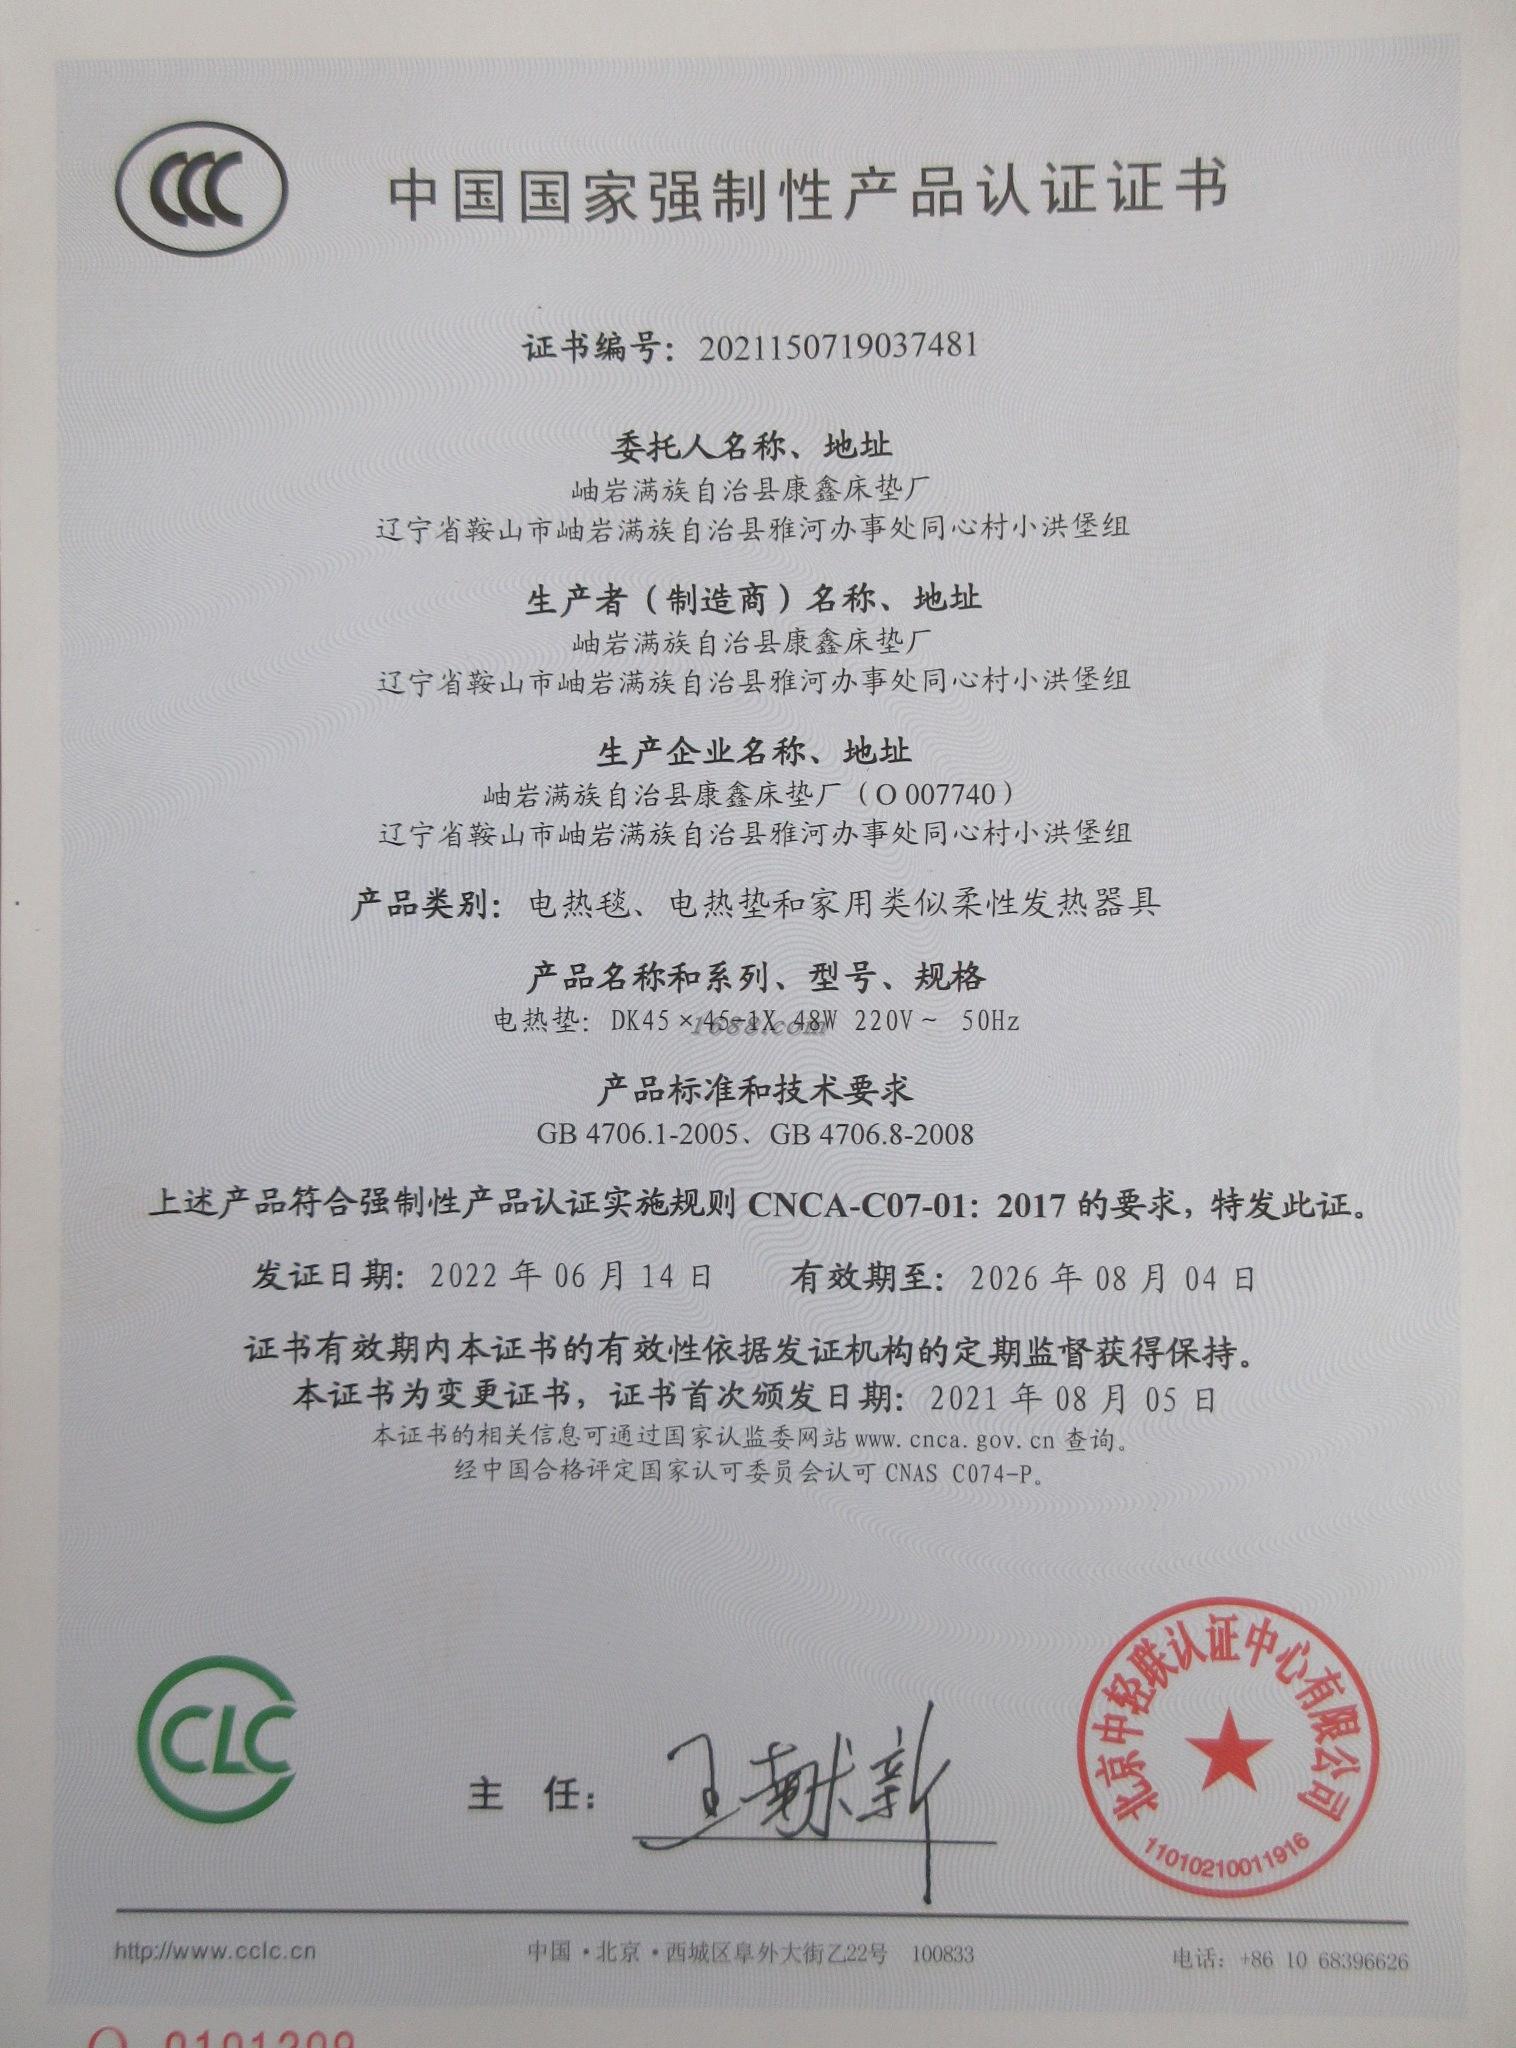 CCC
中国国家强制性产品认证证书
证书编号：2021150719037481
委托人名称、地址
岫岩满族自治县康鑫床垫厂
辽宁省鞍山市岫岩满族自治县雅河办事处同心村小洪堡组
生产者（制造商）名称、地址
岫岩满族自治县康鑫床垫厂
辽宁省鞍山市岫岩满族自治县雅河办事处同心村小洪堡组
生产企业名称、地址
岫岩满族自治县康鑫床垫厂（O 007740）
辽宁省鞍山市岫岩满族自治县雅河办事处同心村小洪堡组
产品类别：电热毯、电热垫和家用类似柔性发热器具
产品名称和系列、型号、规格
电热垫：DK45×45-1X 48W 220V~ 50Hz
1688.com
产品标准和技术要求
GB 4706.1-2005、GB 4706.8-2008
上述产品符合强制性产品认证实施规则 CNCA-C07-01：2017 的要求，特发此证。
发证日期：2022 年 06 月 14 日 有效期至：2026 年 08 月 04 日
证书有效期内本证书的有效性依据发证机构的定期监督获得保持。
本证书为变更证书，证书首次颁发日期：2021 年 08 月 05 日
本证书的相关信息可通过国家认监委网站 www.cnca.gov.cn 查询。
经中国合格评定国家认可委员会认可 CNAS C074-P。
CLC
主 任：
北京中轻联认证中心有限公司
11010210011916
http://www.cclc.cn 中国·北京·西城区阜外大街乙22号 100833 电话：+86 10 68396626